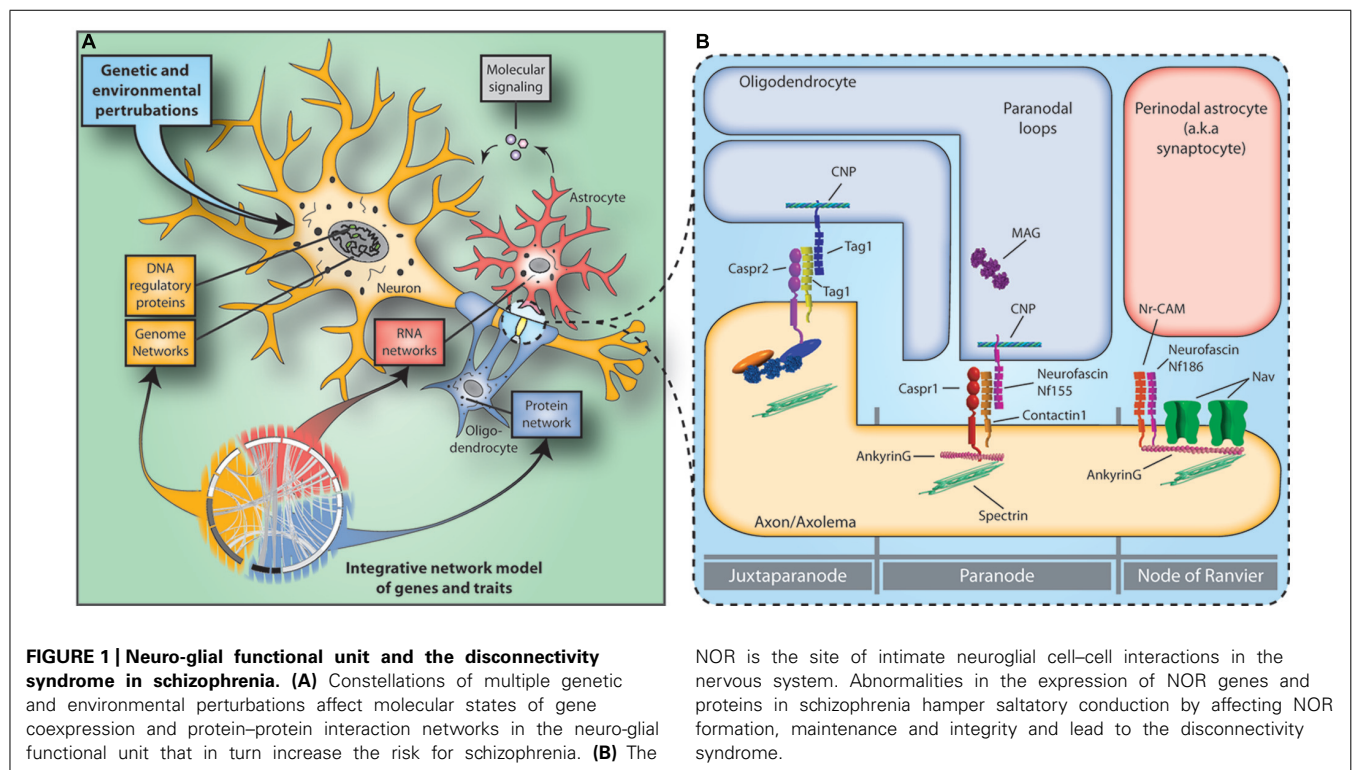 A
Genetic and
environmental
pertrubations
Molecular
signaling
Astrocyte
DNA
regulatory
proteins
Neuron
Genome
Networks
RNA
networks
Protein
network
Oligo-
dendrocyte
Integrative network model
of genes and traits
B
Oligodendrocyte
Paranodal
loops
Perinodal astrocyte
(a.k.a
synaptocyte)
CNP
Tag1
Caspr2
Tag1
MAG
CNP
Nr-CAM
Neurofascin
Nf186
Nav
Caspr1
Neurofascin
Nf155
Contactin1
AnkyrinG
AnkyrinG
Spectrin
Axon/Axolema
Juxtaparanode
Paranode
Node of Ranvier
FIGURE 1 | Neuro-glial functional unit and the disconnectivity
syndrome in schizophrenia. (A) Constellations of multiple genetic
and environmental perturbations affect molecular states of gene
coexpression and protein–protein interaction networks in the neuro-glial
functional unit that in turn increase the risk for schizophrenia. (B) The
NOR is the site of intimate neuroglial cell–cell interactions in the
nervous system. Abnormalities in the expression of NOR genes and
proteins in schizophrenia hamper saltatory conduction by affecting NOR
formation, maintenance and integrity and lead to the disconnectivity
syndrome.